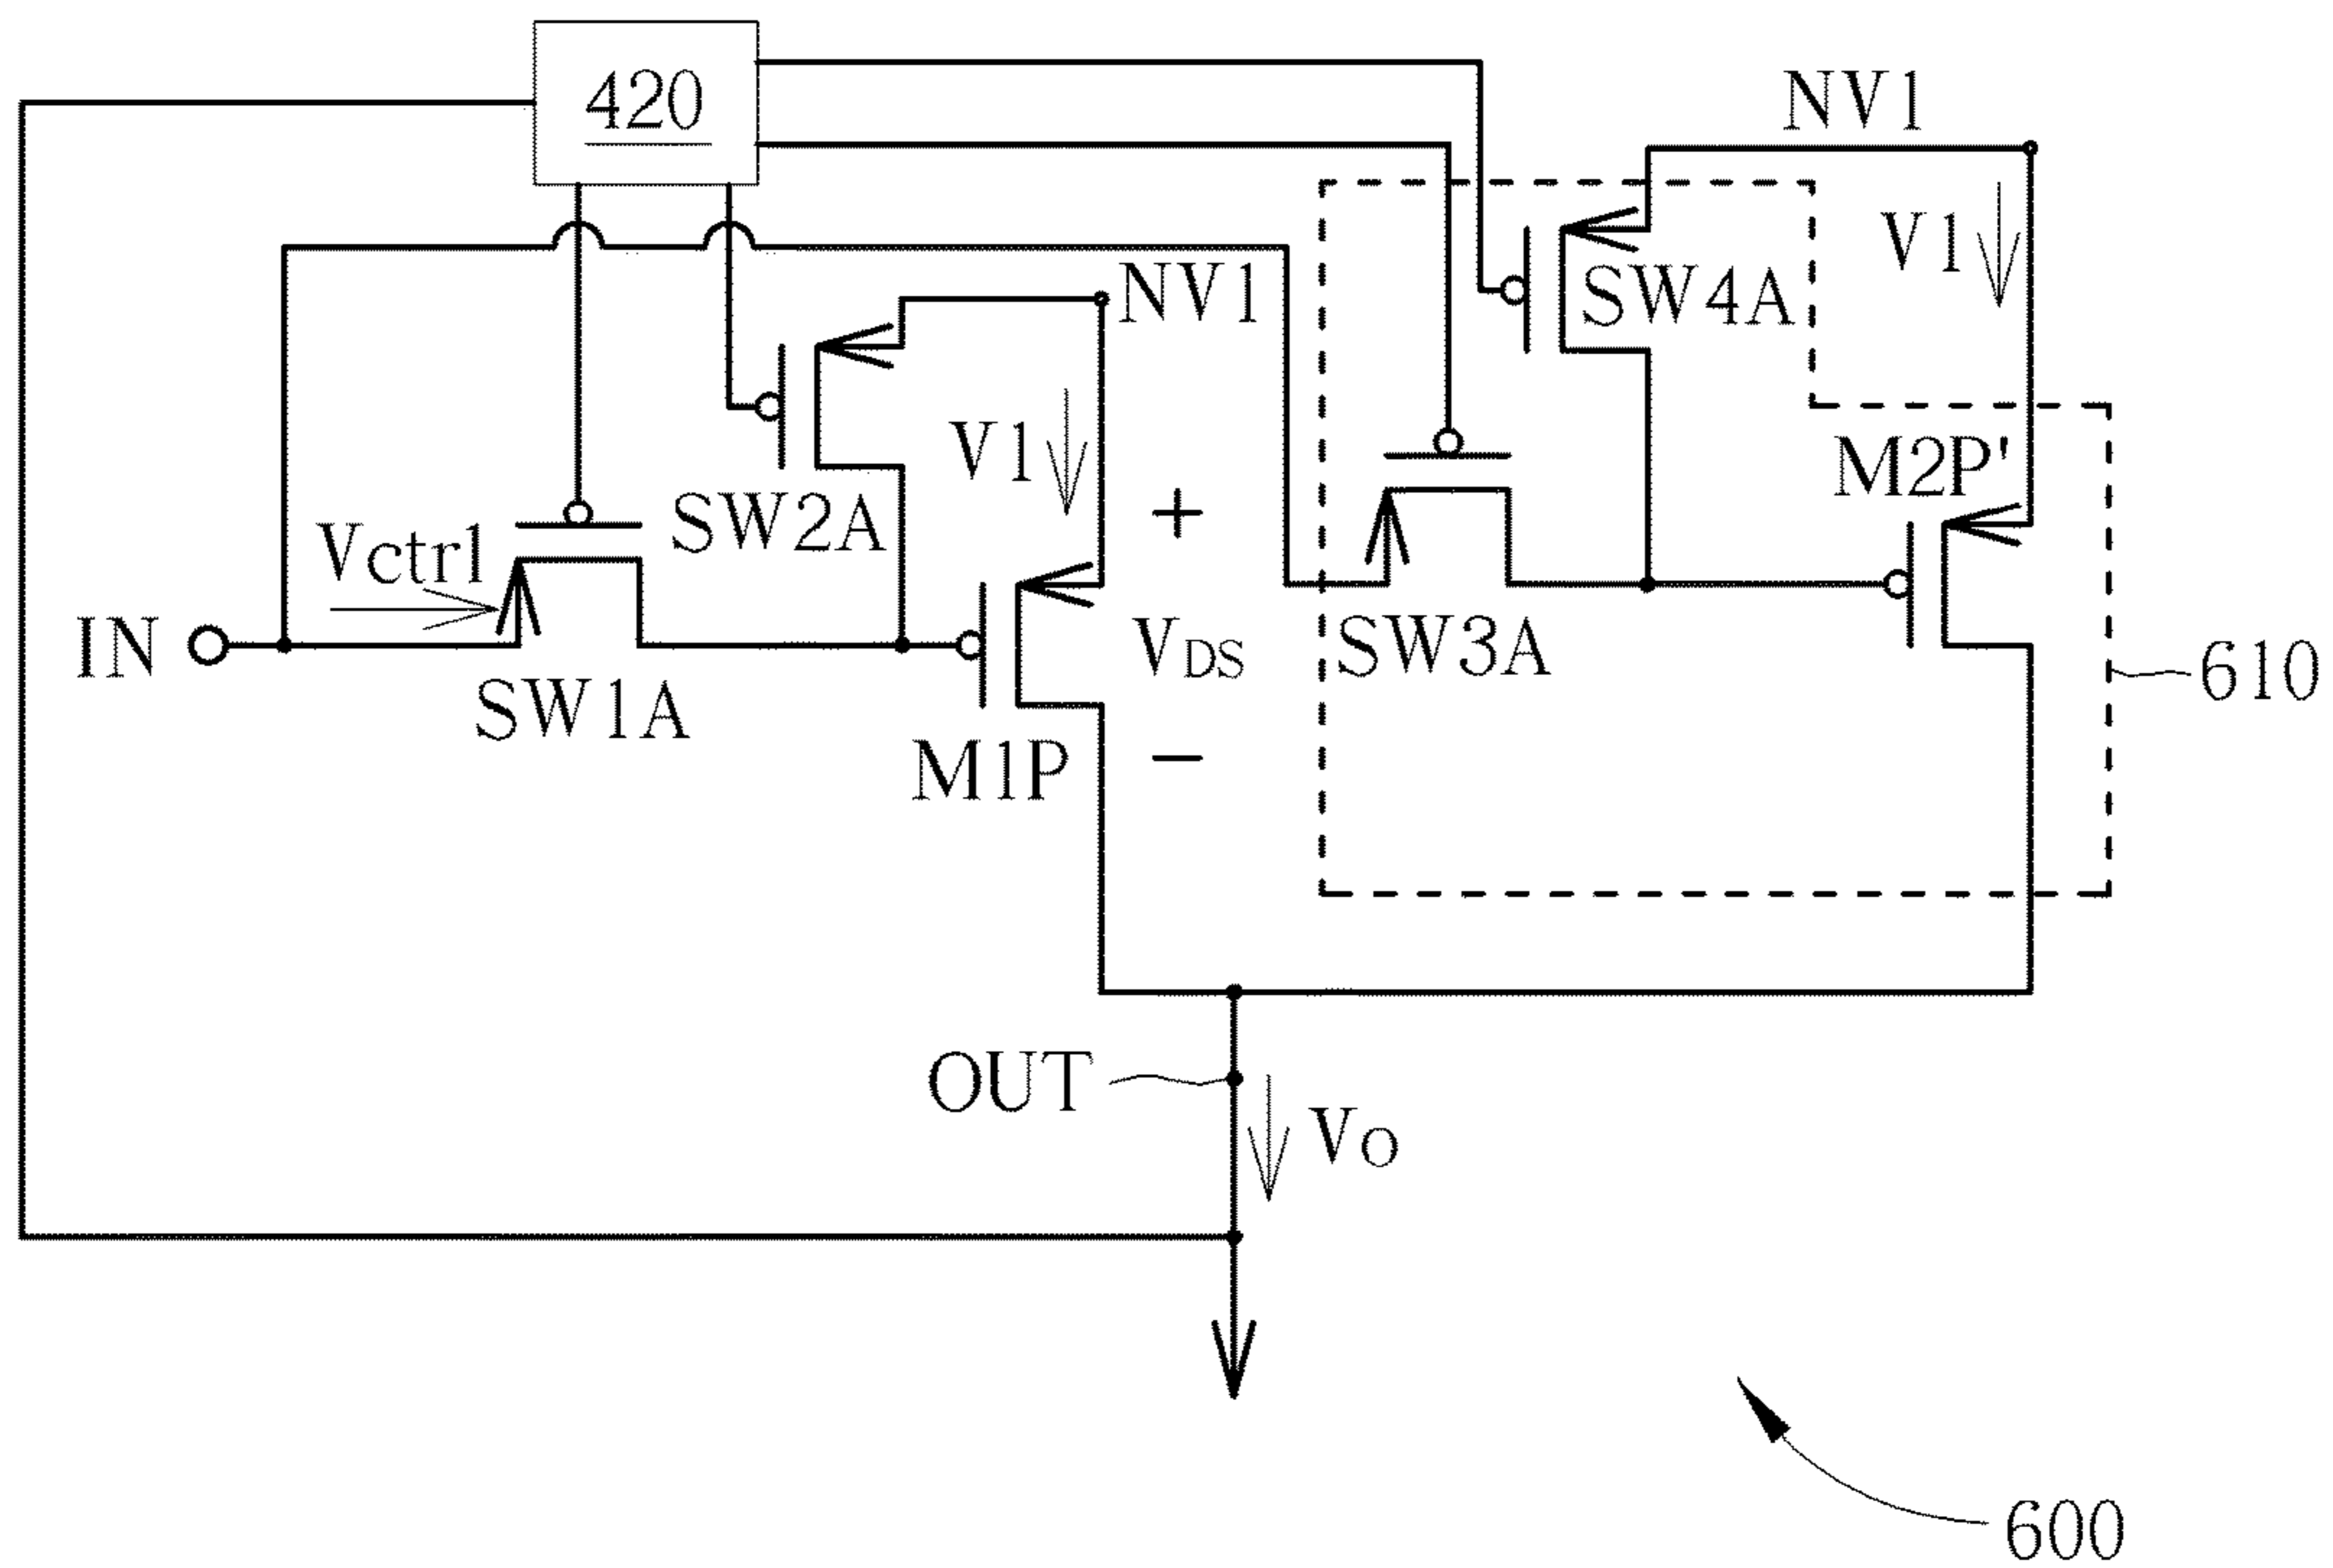 420
NV1
V1
SW4A
NV1
V1
M2P'
SW2A
Vctrl
IN
SW1A
+
VDS
−
SW3A
M1P
610
OUT
VO
600